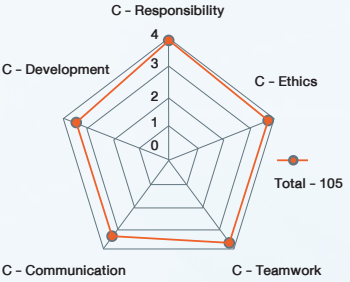 C – Responsibility
4
C – Development
3
C – Ethics
2
1
0
Total – 105
C – Communication
C – Teamwork